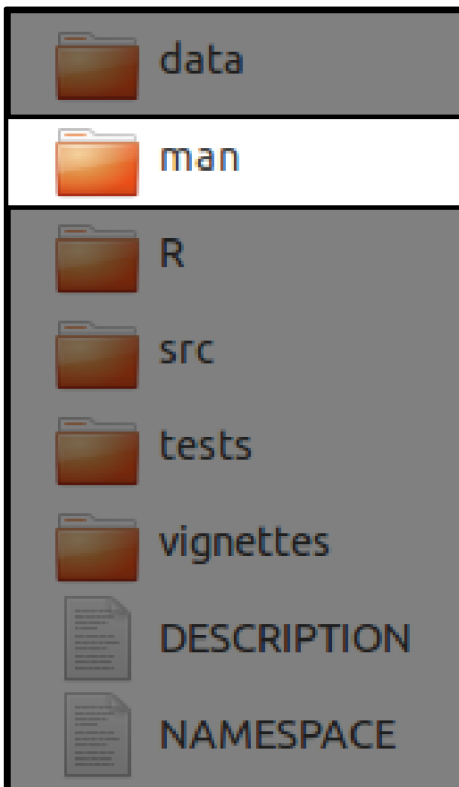 data
man
R
src
tests
vignettes
DESCRIPTION
NAMESPACE